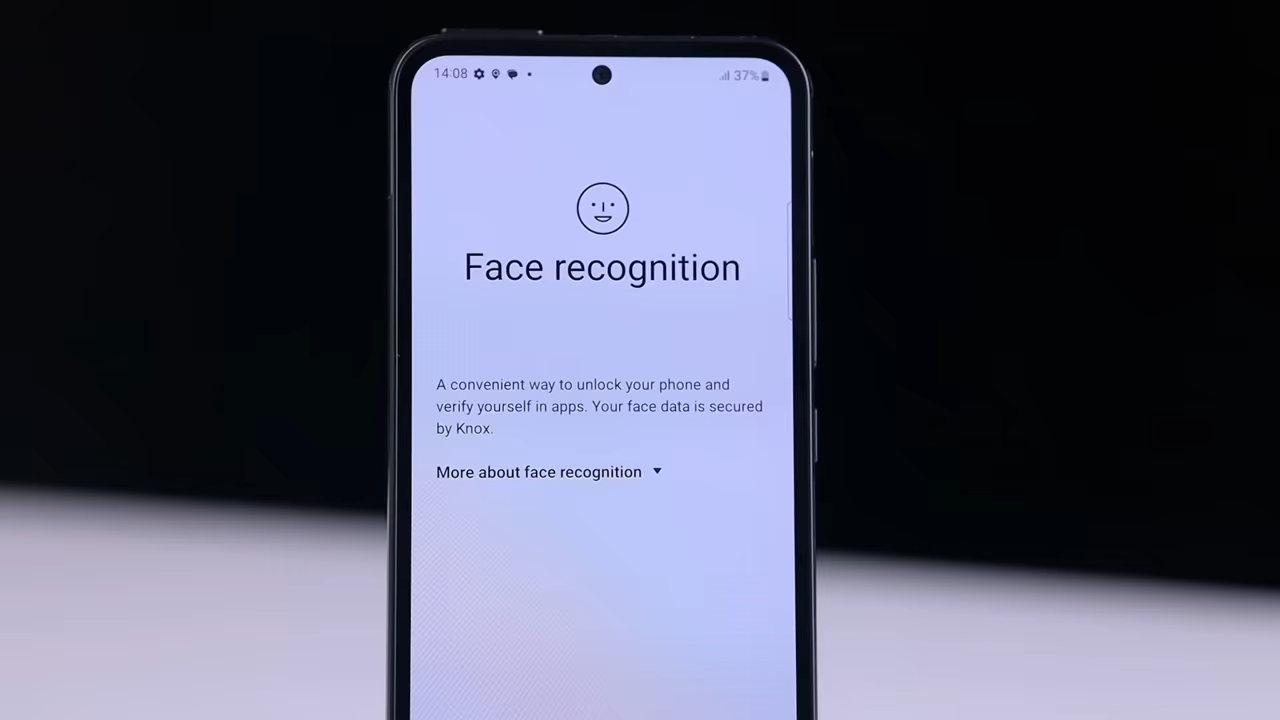 14:08 37%
Face recognition
A convenient way to unlock your phone and
verify yourself in apps. Your face data is secured
by Knox.
More about face recognition